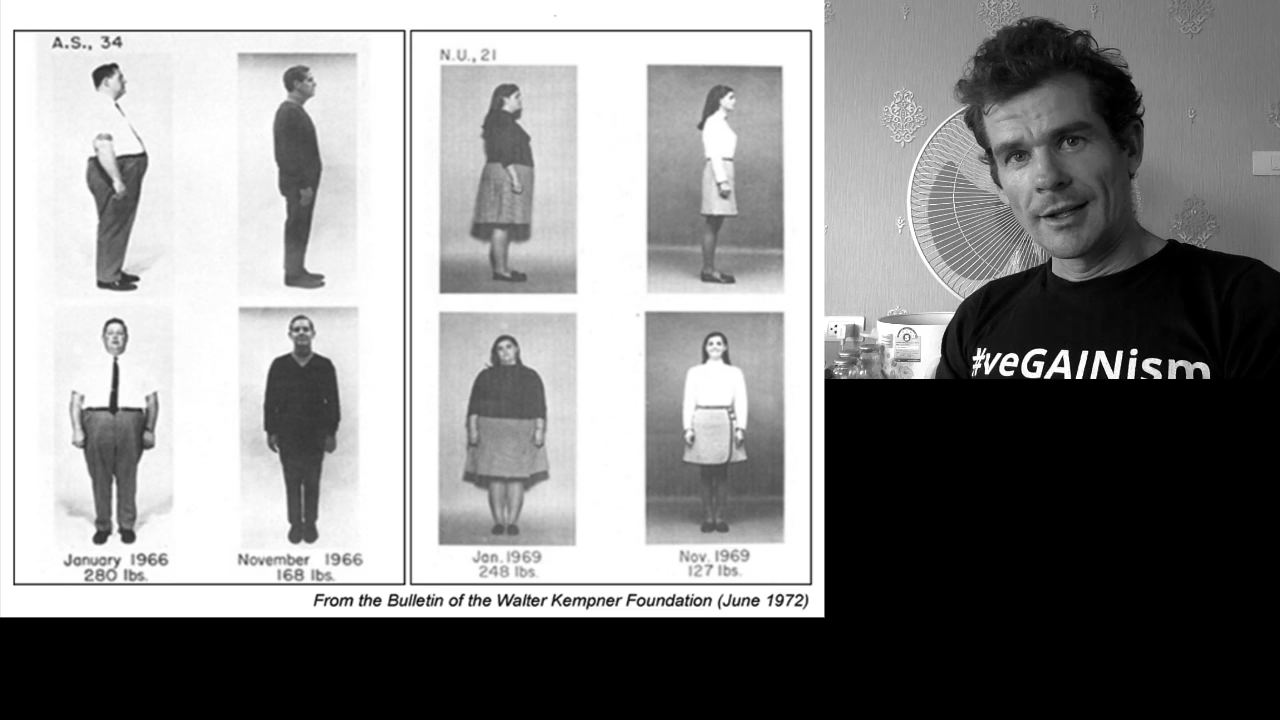 A.S., 34
January 1966
280 lbs.
November 1966
168 lbs.
N.U., 21
Jan. 1969
248 lbs.
Nov. 1969
127 lbs.
From the Bulletin of the Walter Kempner Foundation (June 1972)
#veGAINism